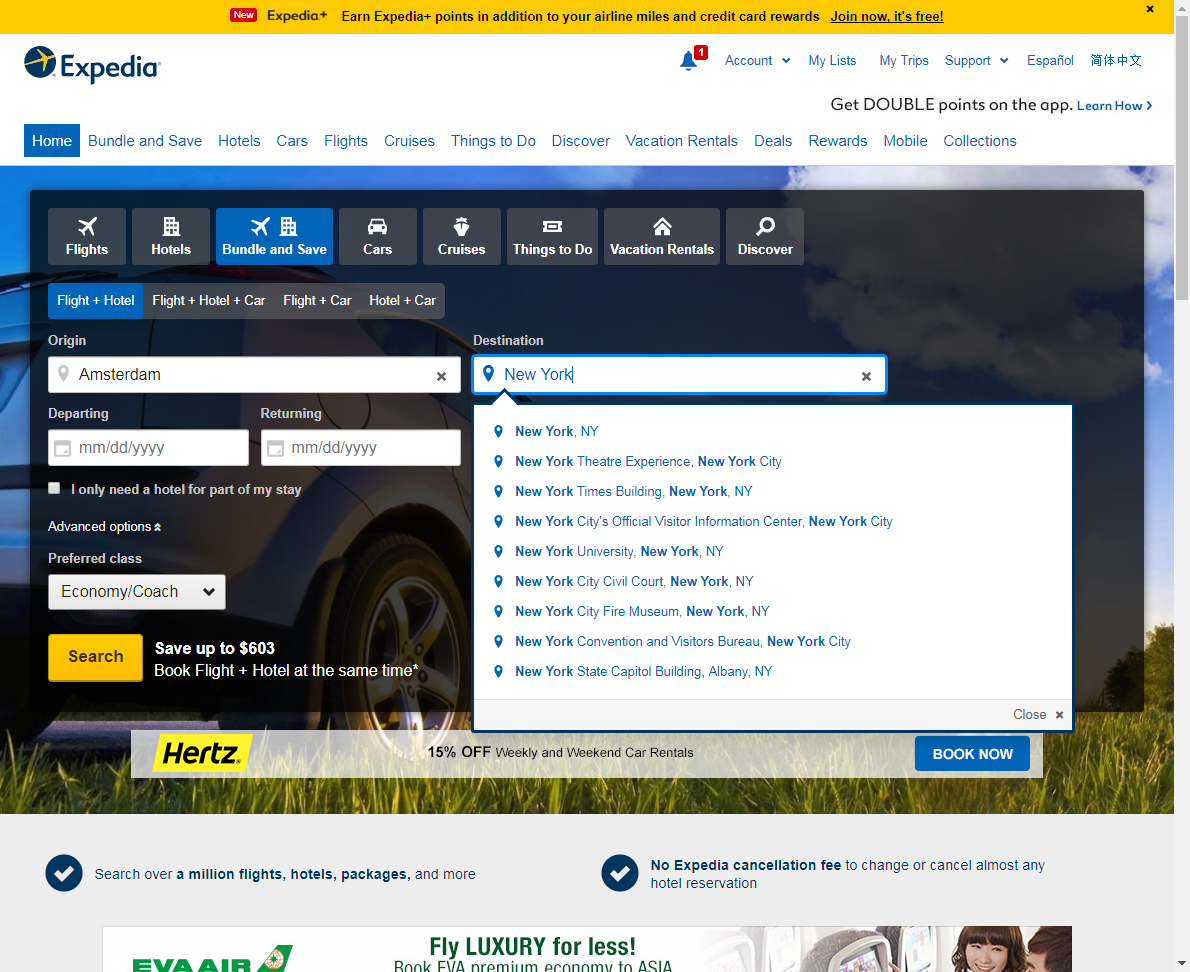 New Expedia+ Earn Expedia+ points in addition to your airline miles and credit card rewards Join now, it's free!
Expedia
1 Account My Lists My Trips Support Español 简体中文
Get DOUBLE points on the app. Learn How
Home Bundle and Save Hotels Cars Flights Cruises Things to Do Discover Vacation Rentals Deals Rewards Mobile Collections
Flights Hotels Bundle and Save Cars Cruises Things to Do Vacation Rentals Discover
Flight + Hotel Flight + Hotel + Car Flight + Car Hotel + Car
Origin Destination
Amsterdam New York
Departing Returning
mm/dd/yyyy mm/dd/yyyy
I only need a hotel for part of my stay
Advanced options
Preferred class
Economy/Coach
Search
Save up to $603
Book Flight + Hotel at the same time*
New York, NY
New York Theatre Experience, New York City
New York Times Building, New York, NY
New York City's Official Visitor Information Center, New York City
New York University, New York, NY
New York City Civil Court, New York, NY
New York City Fire Museum, New York, NY
New York Convention and Visitors Bureau, New York City
New York State Capitol Building, Albany, NY
Close
Hertz. 15% OFF Weekly and Weekend Car Rentals BOOK NOW
Search over a million flights, hotels, packages, and more
No Expedia cancellation fee to change or cancel almost any
hotel reservation
EVA AIR
Fly LUXURY for less!
Book EVA premium economy to ASIA